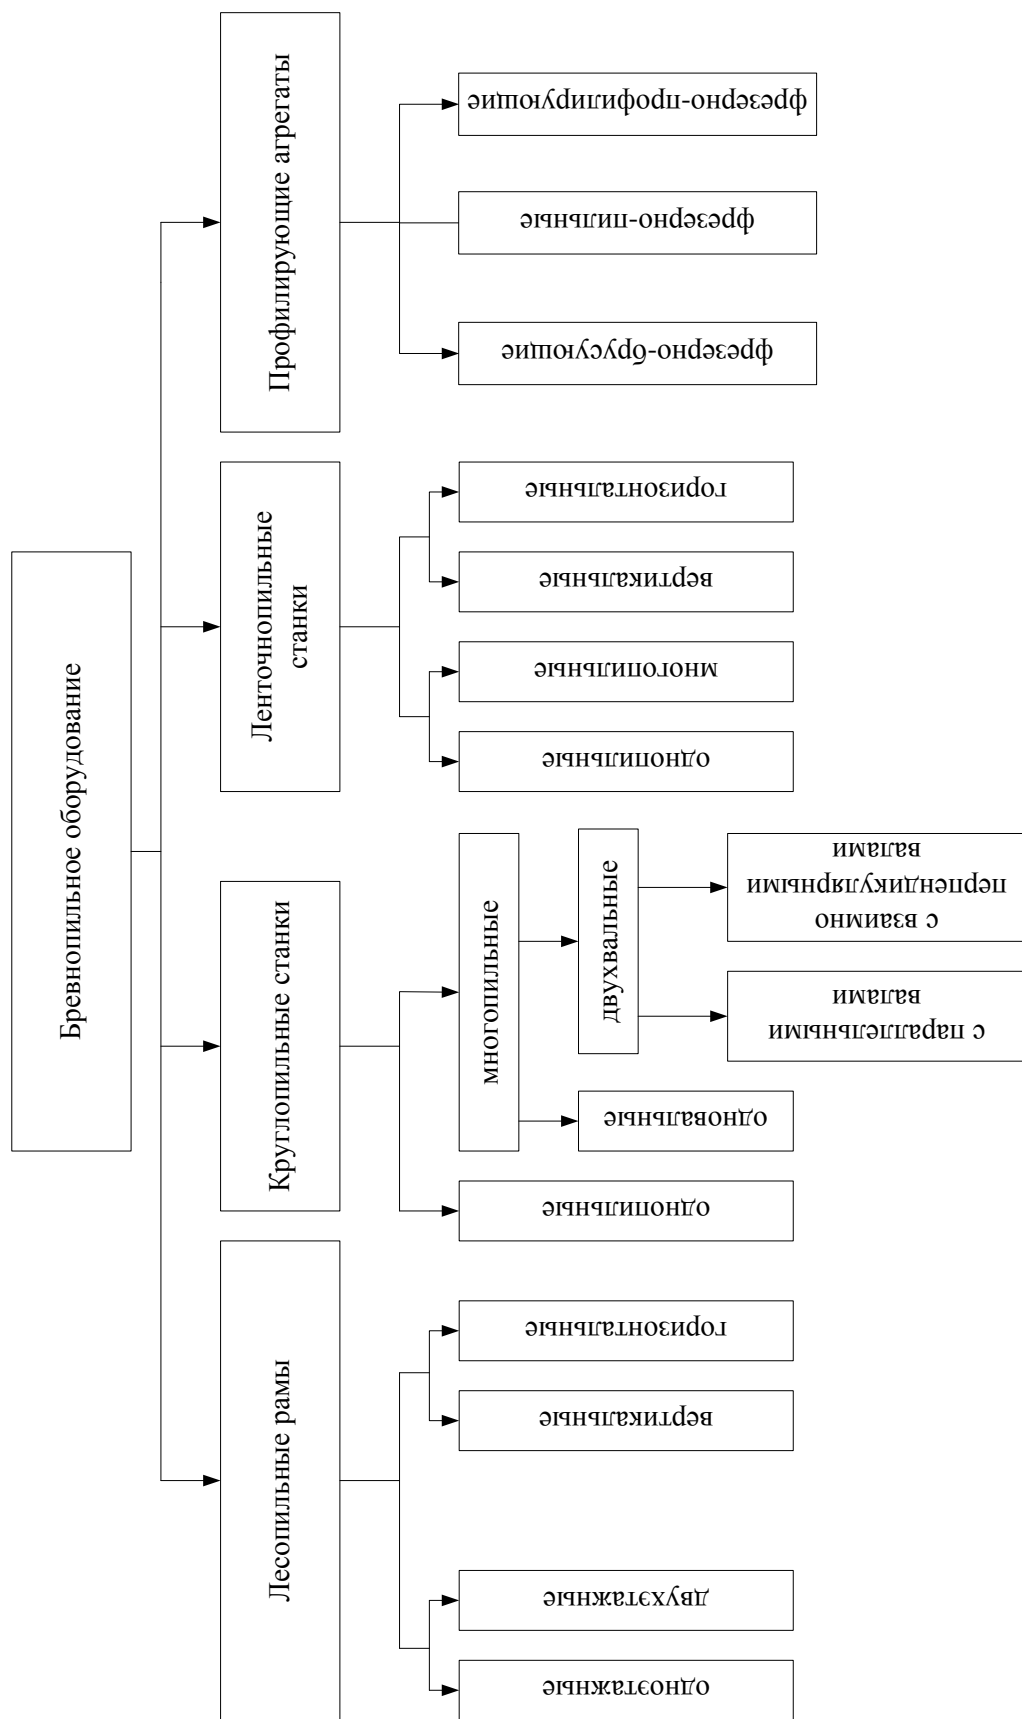 Бревнопильное оборудование
Лесопильные рамы
Круглопильные станки
Ленточнопильные
станки
Профилирующие агрегаты
одноэтажные
двухэтажные
вертикальные
горизонтальные
однопильные
многопильные
одновальные
двухвальные
с параллельными
валами
с взаимно
перпендикулярными
валами
однопильные
многопильные
вертикальные
горизонтальные
фрезерно-брусующие
фрезерно-пильные
фрезерно-профилирующие